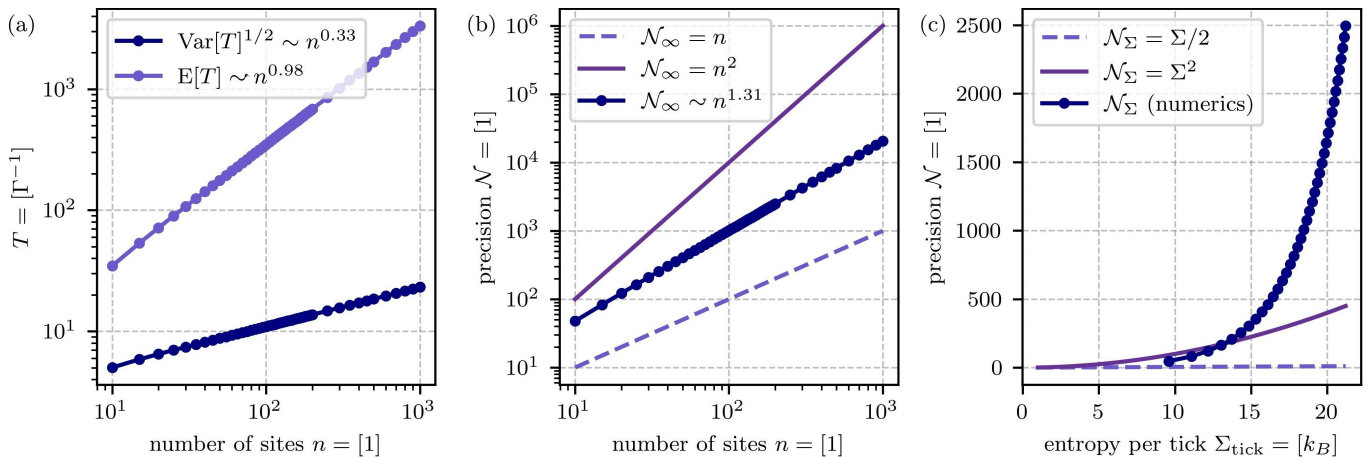 (a)
Var[T]^{1/2} ∼ n^{0.33}
E[T] ∼ n^{0.98}
10^3
10^2
10^1
T = [Γ^{−1}]
10^1 10^2 10^3
number of sites n = [1]
(b)
𝒩_∞ = n
𝒩_∞ = n^2
𝒩_∞ ∼ n^{1.31}
10^6
10^5
10^4
10^3
10^2
10^1
precision 𝒩 = [1]
10^1 10^2 10^3
number of sites n = [1]
(c)
𝒩_Σ = Σ/2
𝒩_Σ = Σ^2
𝒩_Σ (numerics)
2500
2000
1500
1000
500
0
precision 𝒩 = [1]
0 5 10 15 20
entropy per tick Σ_{tick} = [k_B]